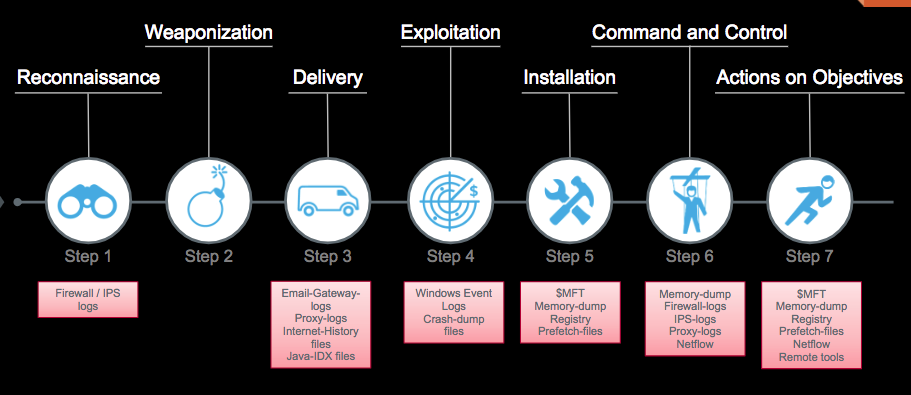 Weaponization
Exploitation
Command and Control
Reconnaissance
Delivery
Installation
Actions on Objectives
$
Step 1
Step 2
Step 3
Step 4
Step 5
Step 6
Step 7
Firewall / IPS
logs
Email-Gateway-
logs
Proxy-logs
Internet-History
files
Java-IDX files
Windows Event
Logs
Crash-dump
files
$MFT
Memory-dump
Registry
Prefetch-files
Memory-dump
Firewall-logs
IPS-logs
Proxy-logs
Netflow
$MFT
Memory-dump
Registry
Prefetch-files
Netflow
Remote tools